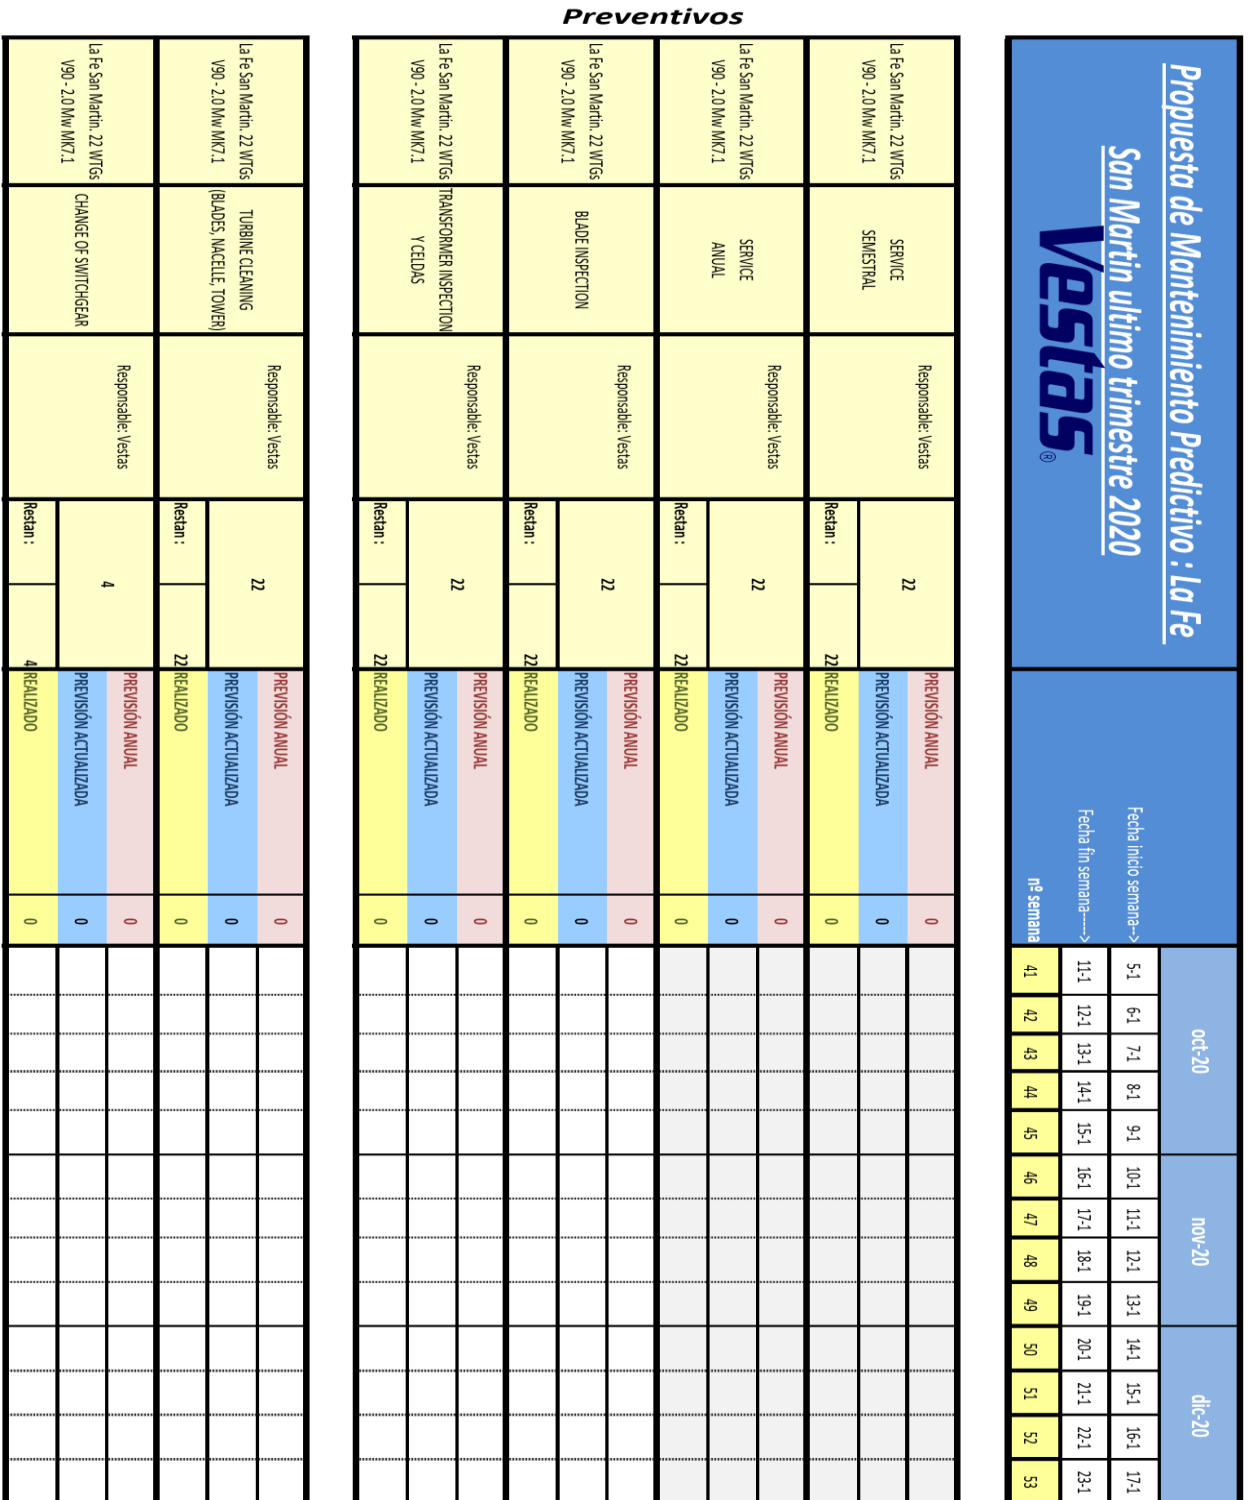 Preventivos
Propuesta de Mantenimiento Predictivo : La Fe
San Martin ultimo trimestre 2020
Vestas®
oct-20 nov-20 dic-20
Fecha inicio semana--> 5-1 6-1 7-1 8-1 9-1 10-1 11-1 12-1 13-1 14-1 15-1 16-1 17-1
Fecha fin semana-----> 11-1 12-1 13-1 14-1 15-1 16-1 17-1 18-1 19-1 20-1 21-1 22-1 23-1
nº semana 41 42 43 44 45 46 47 48 49 50 51 52 53
La Fe San Martin. 22 WTGs
V90 - 2.0 Mw MK7.1
SERVICE
SEMESTRAL
Responsable: Vestas
22
Restan : 22
PREVISIÓN ANUAL 0
PREVISIÓN ACTUALIZADA 0
REALIZADO 0
La Fe San Martin. 22 WTGs
V90 - 2.0 Mw MK7.1
SERVICE
ANUAL
Responsable: Vestas
22
Restan : 22
PREVISIÓN ANUAL 0
PREVISIÓN ACTUALIZADA 0
REALIZADO 0
La Fe San Martin. 22 WTGs
V90 - 2.0 Mw MK7.1
BLADE INSPECTION
Responsable: Vestas
22
Restan : 22
PREVISIÓN ANUAL 0
PREVISIÓN ACTUALIZADA 0
REALIZADO 0
La Fe San Martin. 22 WTGs
V90 - 2.0 Mw MK7.1
TRANSFORMER INSPECTION
Y CELDAS
Responsable: Vestas
22
Restan : 22
PREVISIÓN ANUAL 0
PREVISIÓN ACTUALIZADA 0
REALIZADO 0
La Fe San Martin. 22 WTGs
V90 - 2.0 Mw MK7.1
TURBINE CLEANING
(BLADES, NACELLE, TOWER)
Responsable: Vestas
22
Restan : 22
PREVISIÓN ANUAL 0
PREVISIÓN ACTUALIZADA 0
REALIZADO 0
La Fe San Martin. 22 WTGs
V90 - 2.0 Mw MK7.1
CHANGE OF SWITCHGEAR
Responsable: Vestas
4
Restan : 4
PREVISIÓN ANUAL 0
PREVISIÓN ACTUALIZADA 0
REALIZADO 0